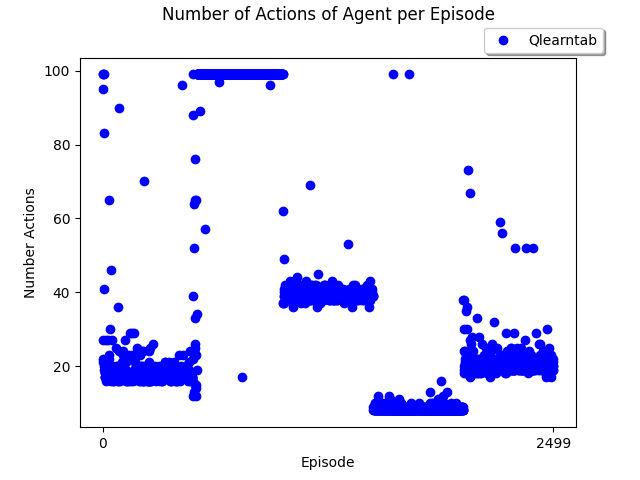 Number of Actions of Agent per Episode
Qlearntab
100
80
60
40
20
Number Actions
0
2499
Episode